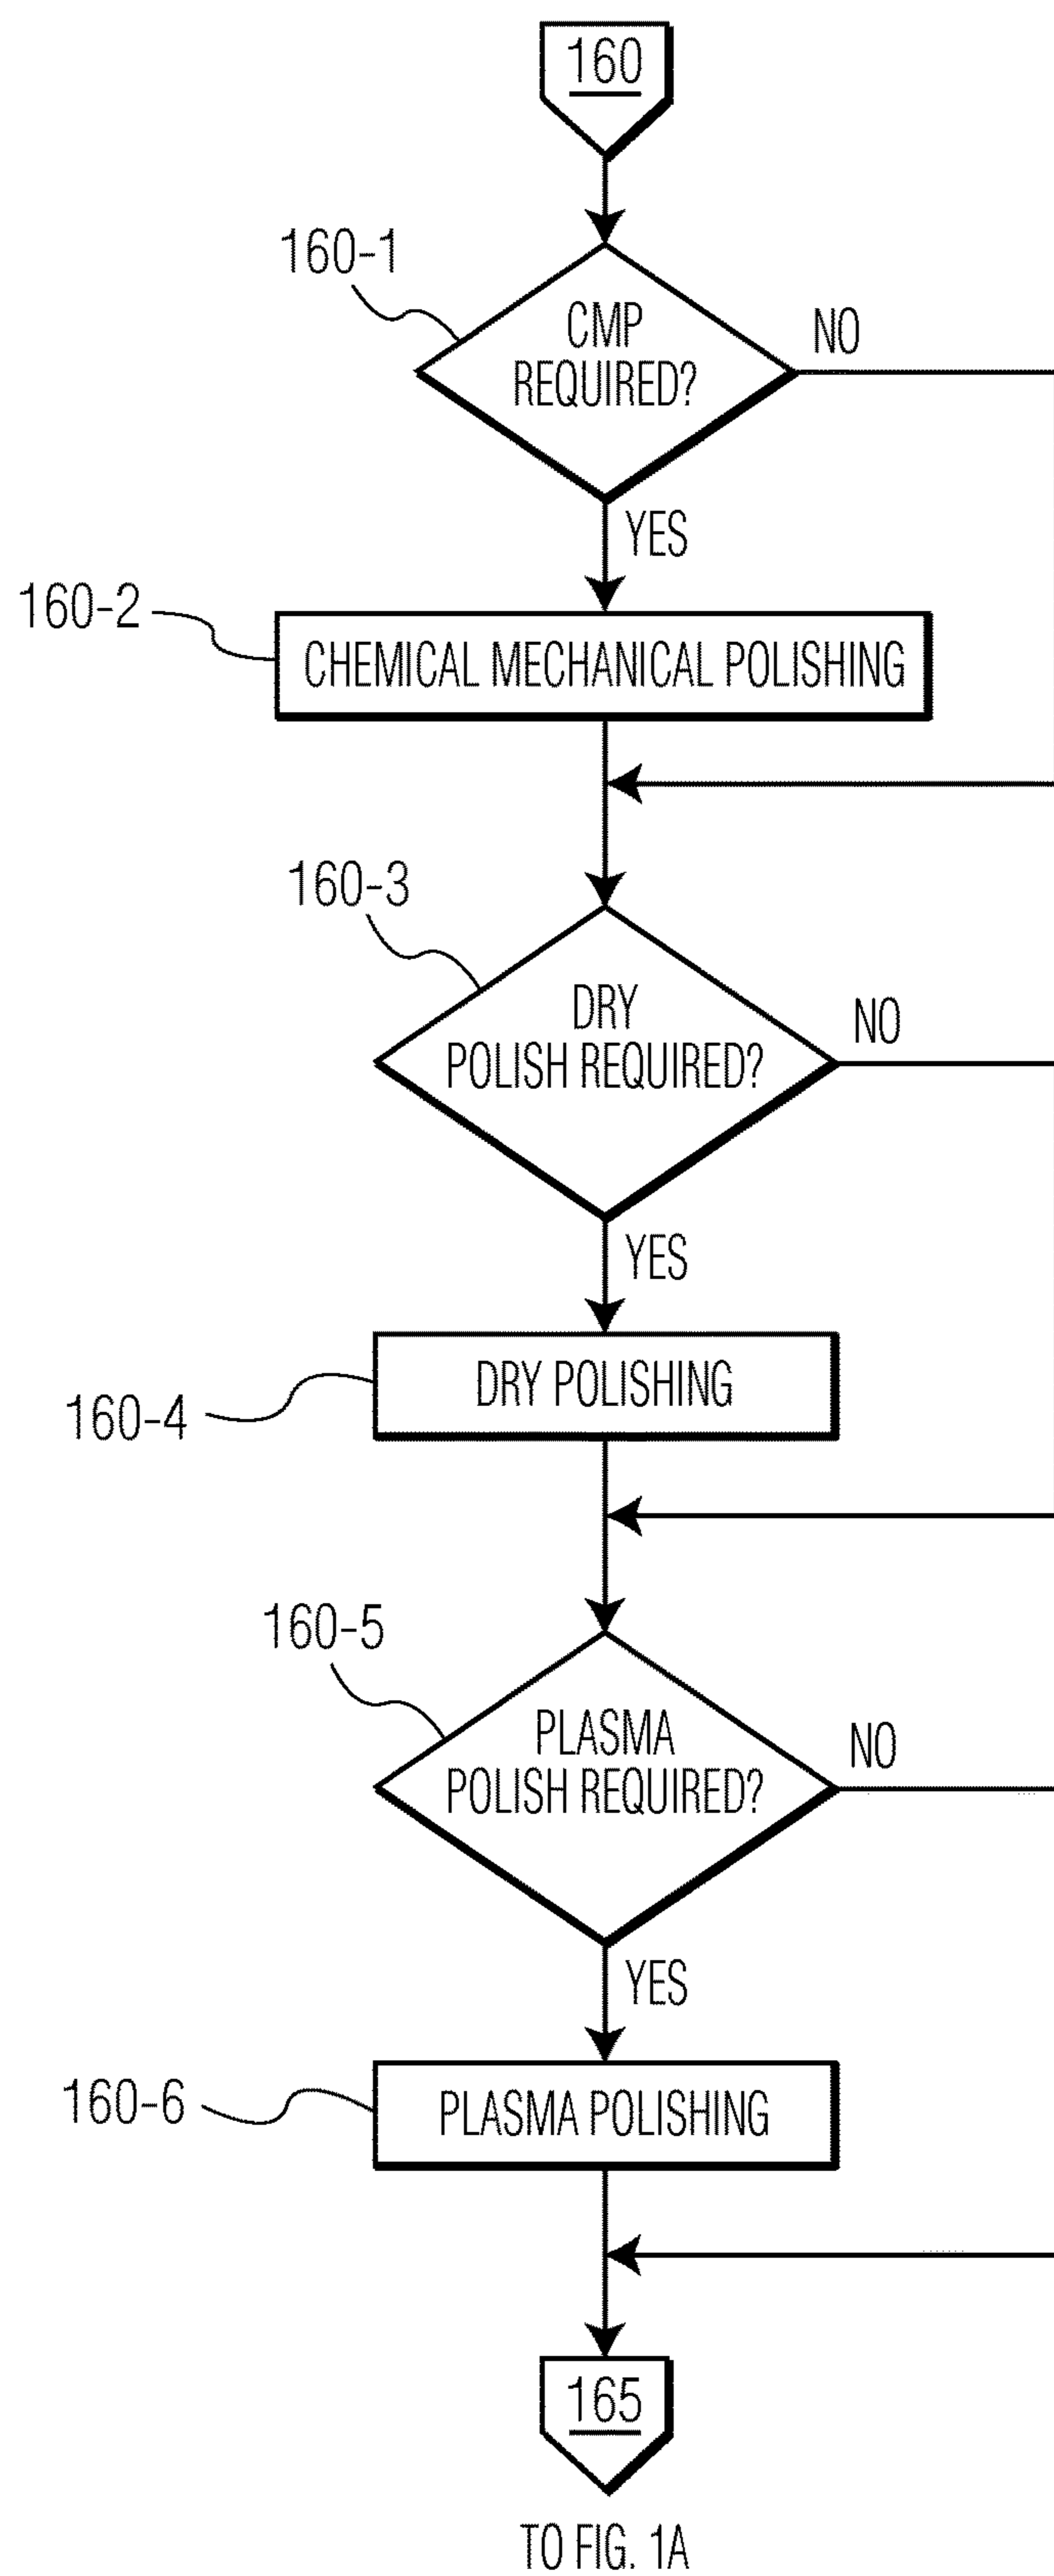 160
160-1
CMP
REQUIRED?
NO
YES
160-2
CHEMICAL MECHANICAL POLISHING
160-3
DRY
POLISH REQUIRED?
NO
YES
160-4
DRY POLISHING
160-5
PLASMA
POLISH REQUIRED?
NO
YES
160-6
PLASMA POLISHING
165
TO FIG. 1A